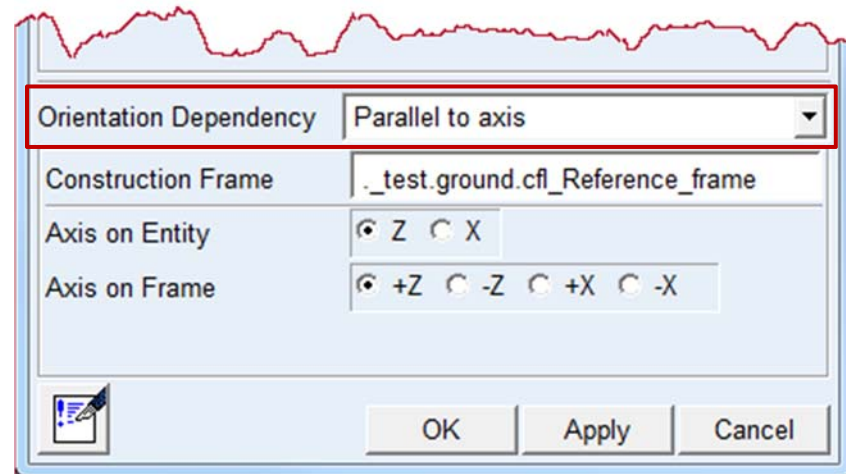 Orientation Dependency Parallel to axis
Construction Frame ._test.ground.cfl_Reference_frame
Axis on Entity Z X
Axis on Frame +Z -Z +X -X
OK Apply Cancel